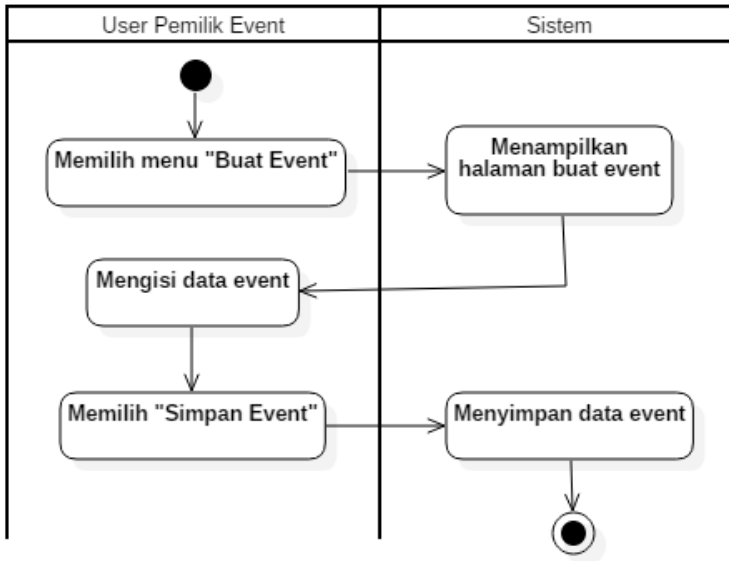 User Pemilik Event
Sistem
Memilih menu "Buat Event"
Menampilkan
halaman buat event
Mengisi data event
Memilih "Simpan Event"
Menyimpan data event